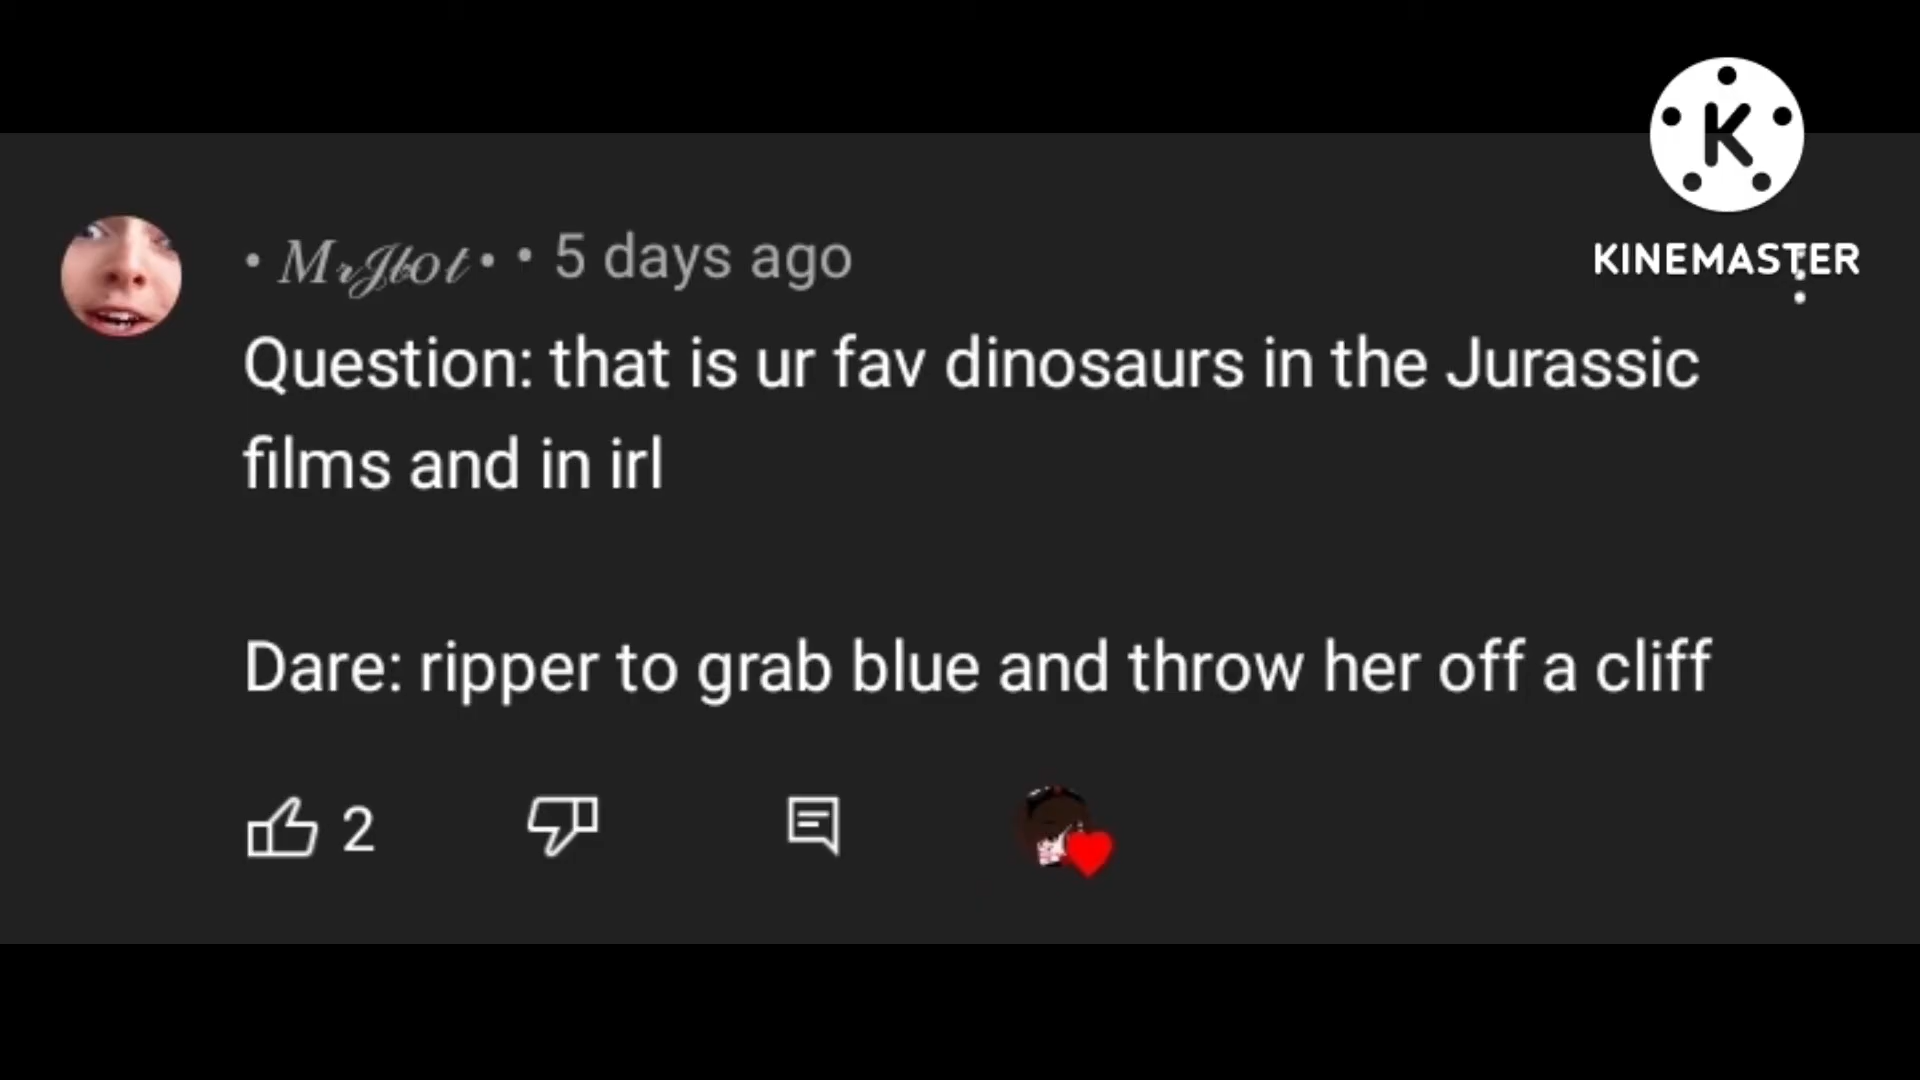 K
KINEMASTER
• MrJbot • • 5 days ago
Question: that is ur fav dinosaurs in the Jurassic
films and in irl
Dare: ripper to grab blue and throw her off a cliff
2